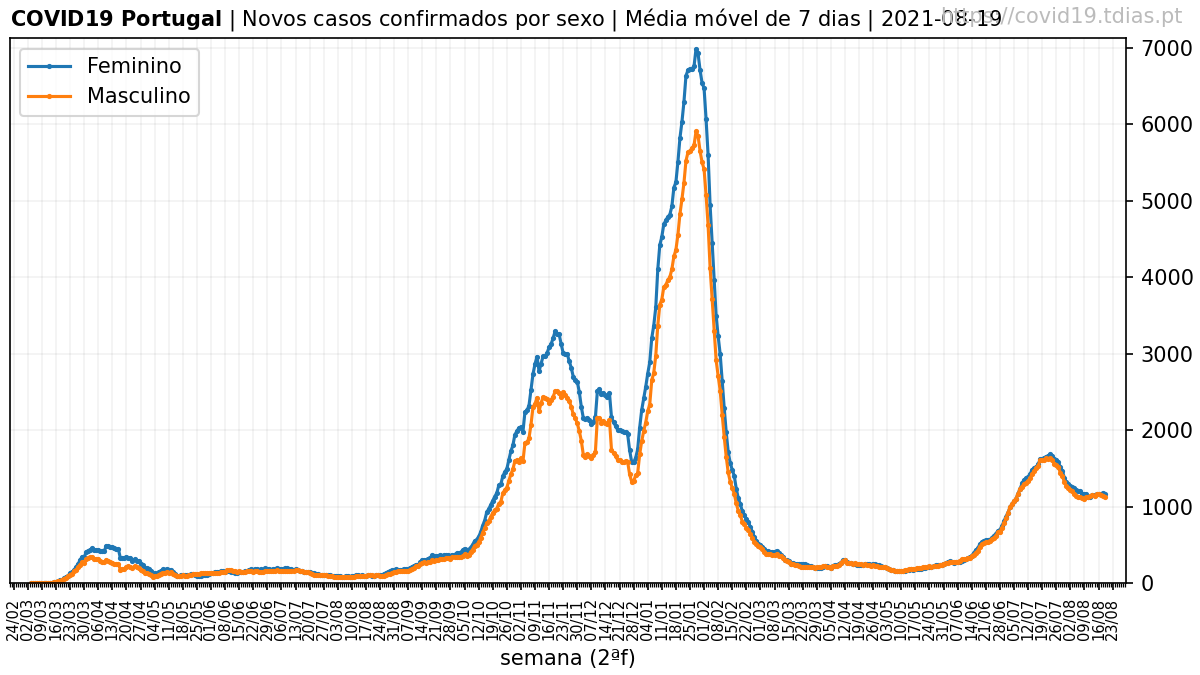 COVID19 Portugal | Novos casos confirmados por sexo | Média móvel de 7 dias | 2021-08-19
https://covid19.tdias.pt
Feminino
Masculino
7000
6000
5000
4000
3000
2000
1000
0
24/02 02/03 09/03 16/03 23/03 30/03 06/04 13/04 20/04 27/04 04/05 11/05 18/05 25/05 01/06 08/06 15/06 22/06 29/06 06/07 13/07 20/07 27/07 03/08 10/08 17/08 24/08 31/08 07/09 14/09 21/09 28/09 05/10 12/10 19/10 26/10 02/11 09/11 16/11 23/11 30/11 07/12 14/12 21/12 28/12 04/01 11/01 18/01 25/01 01/02 08/02 15/02 22/02 01/03 08/03 15/03 22/03 29/03 05/04 12/04 19/04 26/04 03/05 10/05 17/05 24/05 31/05 07/06 14/06 21/06 28/06 05/07 12/07 19/07 26/07 02/08 09/08 16/08 23/08
semana (2ªf)